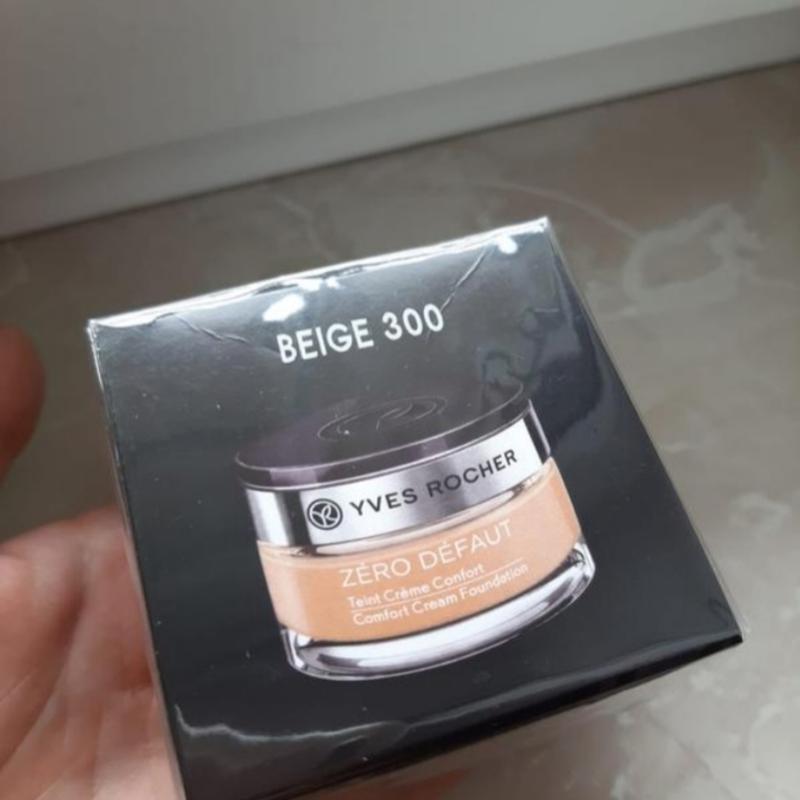 BEIGE 300
YVES ROCHER
ZÉRO DÉFAUT
Teint Crème Confort
Comfort Cream Foundation